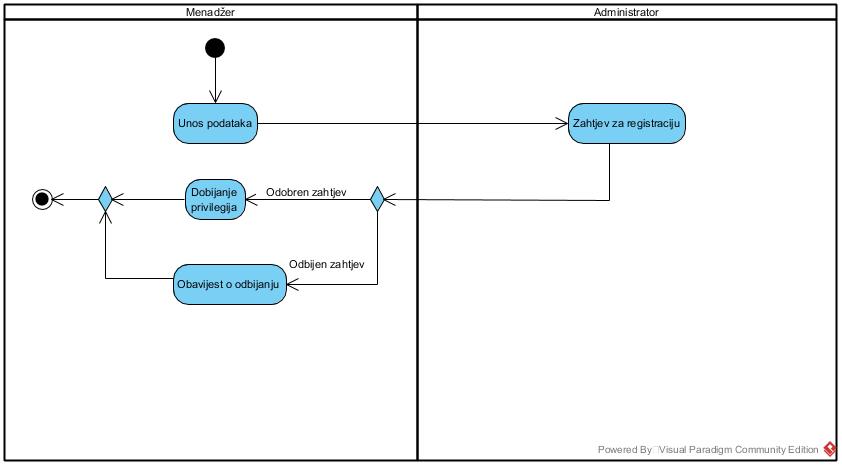 Menadžer
Administrator
Unos podataka
Zahtjev za registraciju
Dobijanje
privilegija
Odobren zahtjev
Odbijen zahtjev
Obavijest o odbijanju
Powered By Visual Paradigm Community Edition